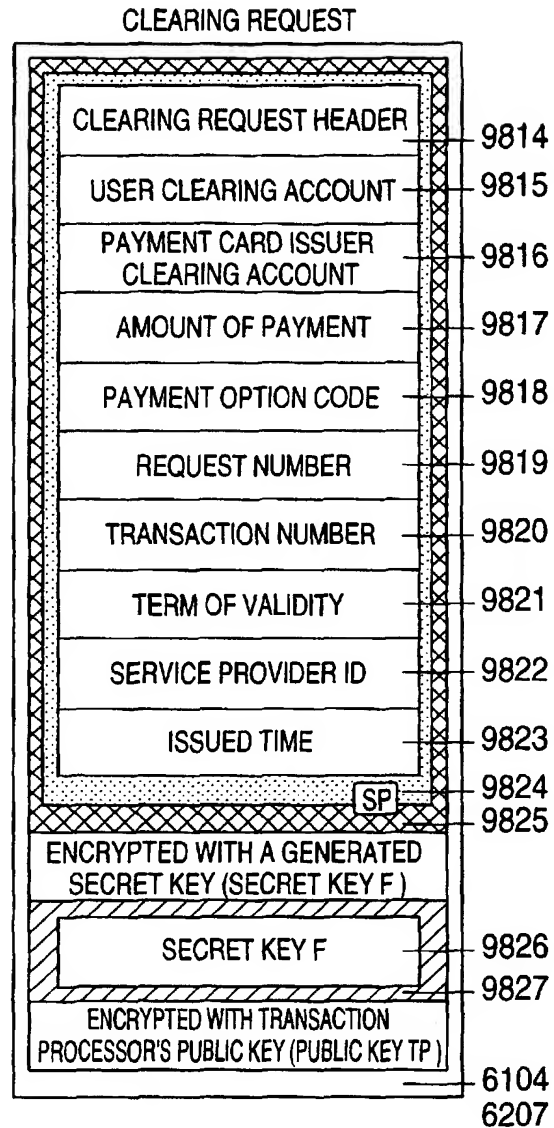 CLEARING REQUEST
CLEARING REQUEST HEADER
9814
USER CLEARING ACCOUNT
9815
PAYMENT CARD ISSUER
CLEARING ACCOUNT
9816
AMOUNT OF PAYMENT
9817
PAYMENT OPTION CODE
9818
REQUEST NUMBER
9819
TRANSACTION NUMBER
9820
TERM OF VALIDITY
9821
SERVICE PROVIDER ID
9822
ISSUED TIME
9823
SP
9824
9825
ENCRYPTED WITH A GENERATED
SECRET KEY (SECRET KEY F )
SECRET KEY F
9826
9827
ENCRYPTED WITH TRANSACTION
PROCESSOR'S PUBLIC KEY (PUBLIC KEY TP )
6104
6207